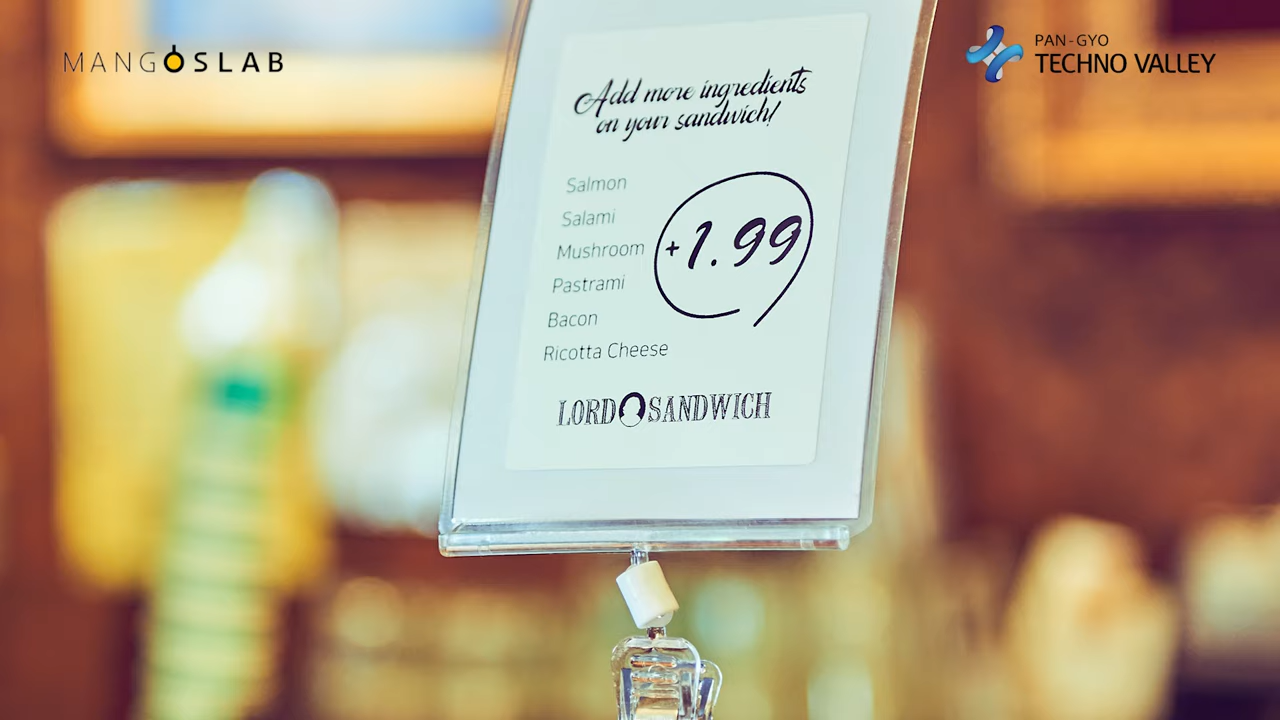 MANGOSLAB
PAN-GYO
TECHNO VALLEY
Add more ingredients
on your sandwich!
Salmon
Salami
Mushroom
Pastrami
Bacon
Ricotta Cheese
+1.99
LORD SANDWICH